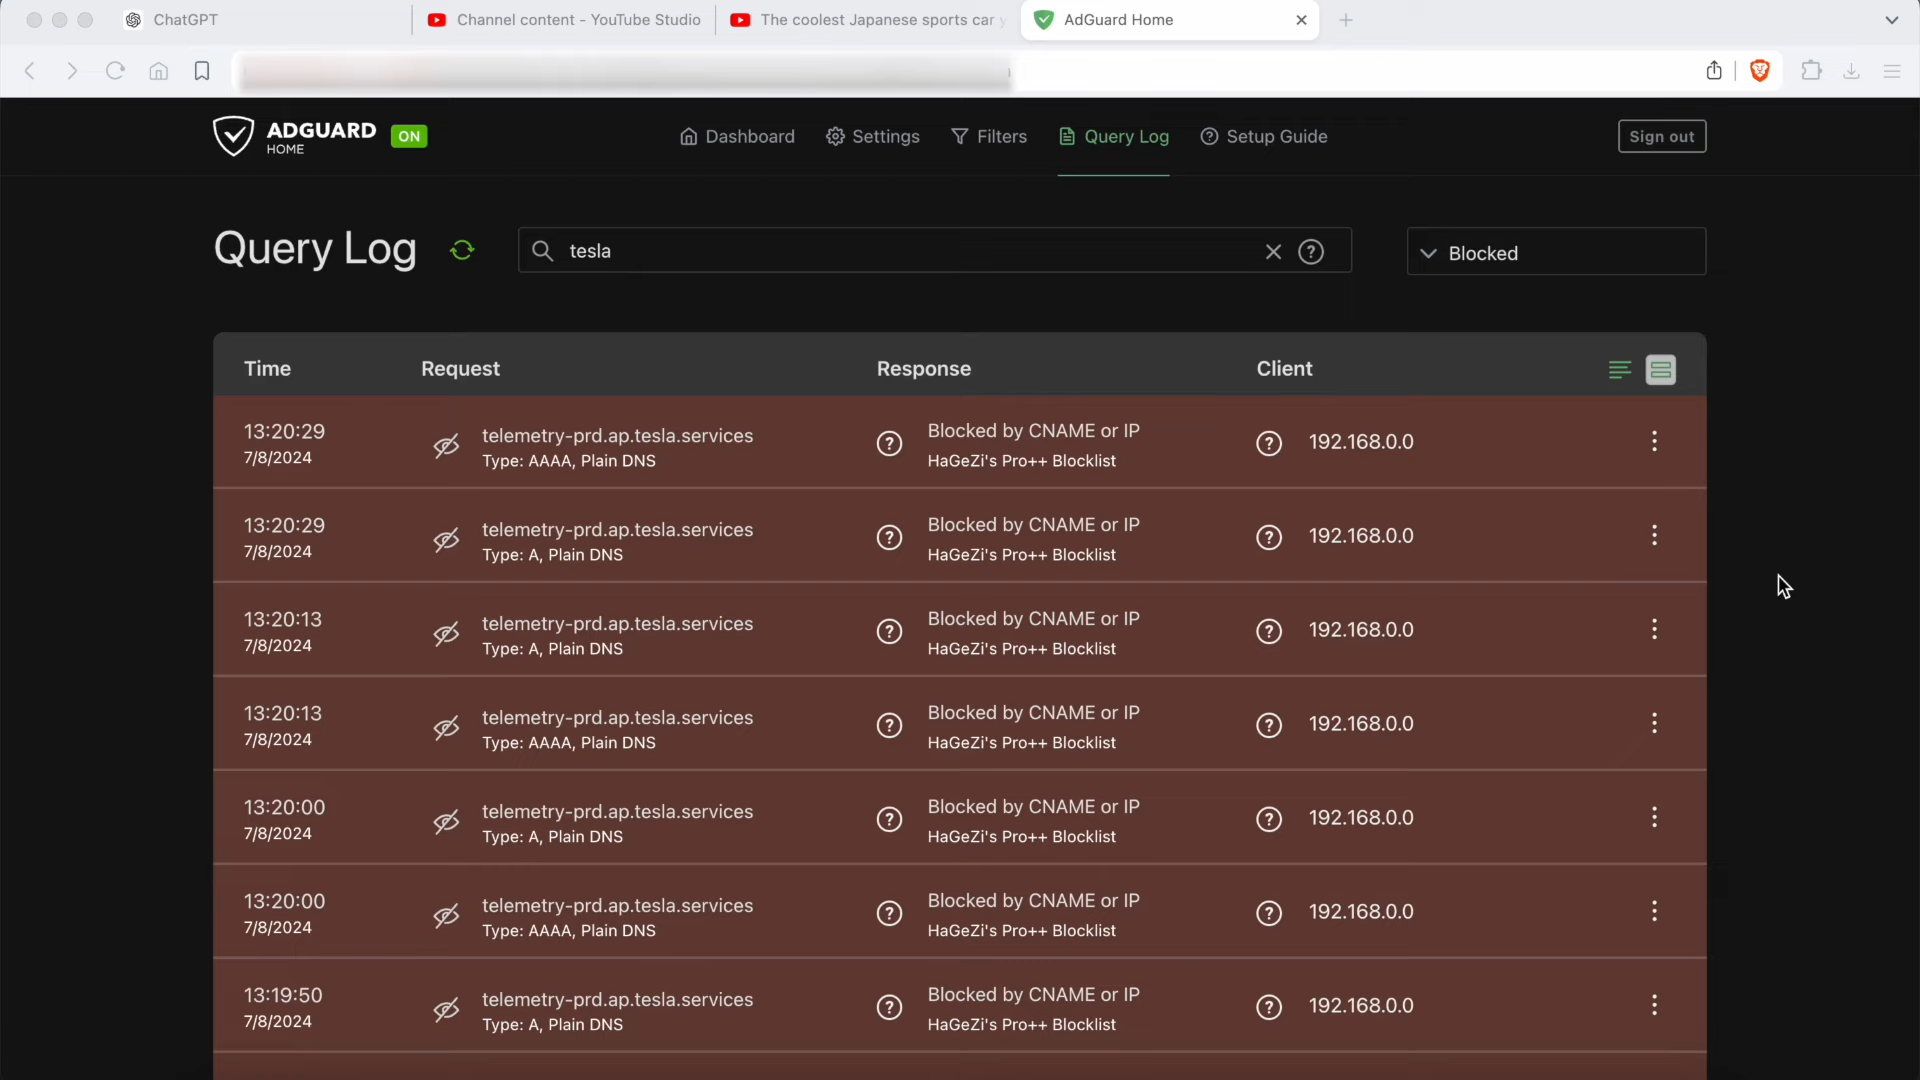 ChatGPT
Channel content - YouTube Studio
The coolest Japanese sports car
AdGuard Home
ADGUARD
HOME
ON
Dashboard
Settings
Filters
Query Log
Setup Guide
Sign out
Query Log
tesla
Blocked
Time Request Response Client
13:20:29 telemetry-prd.ap.tesla.services Blocked by CNAME or IP 192.168.0.0
7/8/2024 Type: AAAA, Plain DNS HaGeZi's Pro++ Blocklist
13:20:29 telemetry-prd.ap.tesla.services Blocked by CNAME or IP 192.168.0.0
7/8/2024 Type: A, Plain DNS HaGeZi's Pro++ Blocklist
13:20:13 telemetry-prd.ap.tesla.services Blocked by CNAME or IP 192.168.0.0
7/8/2024 Type: A, Plain DNS HaGeZi's Pro++ Blocklist
13:20:13 telemetry-prd.ap.tesla.services Blocked by CNAME or IP 192.168.0.0
7/8/2024 Type: AAAA, Plain DNS HaGeZi's Pro++ Blocklist
13:20:00 telemetry-prd.ap.tesla.services Blocked by CNAME or IP 192.168.0.0
7/8/2024 Type: A, Plain DNS HaGeZi's Pro++ Blocklist
13:20:00 telemetry-prd.ap.tesla.services Blocked by CNAME or IP 192.168.0.0
7/8/2024 Type: AAAA, Plain DNS HaGeZi's Pro++ Blocklist
13:19:50 telemetry-prd.ap.tesla.services Blocked by CNAME or IP 192.168.0.0
7/8/2024 Type: A, Plain DNS HaGeZi's Pro++ Blocklist